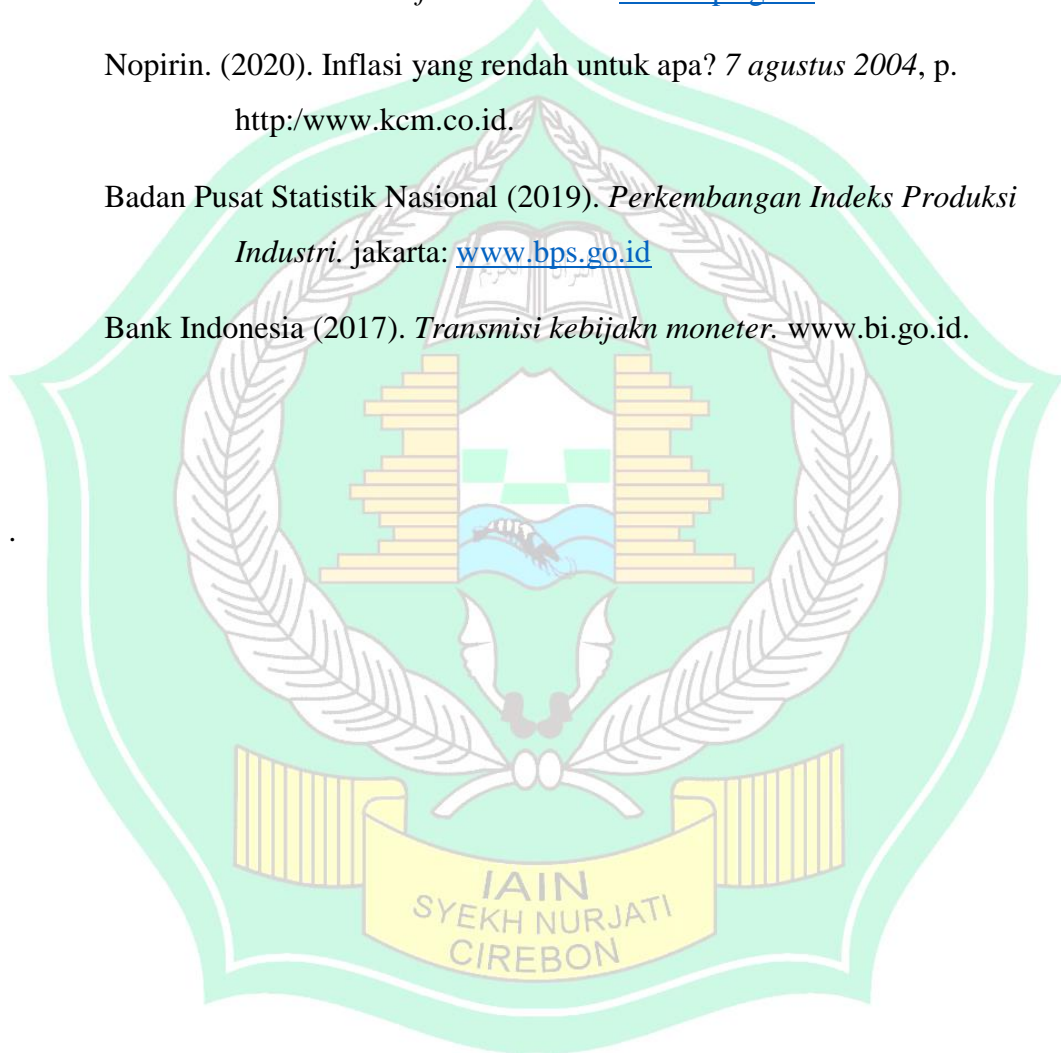 Nopirin. (2020). Inflasi yang rendah untuk apa? 7 agustus 2004, p.
http:/www.kcm.co.id.
Badan Pusat Statistik Nasional (2019). Perkembangan Indeks Produksi
Industri. jakarta: www.bps.go.id
Bank Indonesia (2017). Transmisi kebijakn moneter. www.bi.go.id.
.
IAIN
SYEKH NURJATI
CIREBON